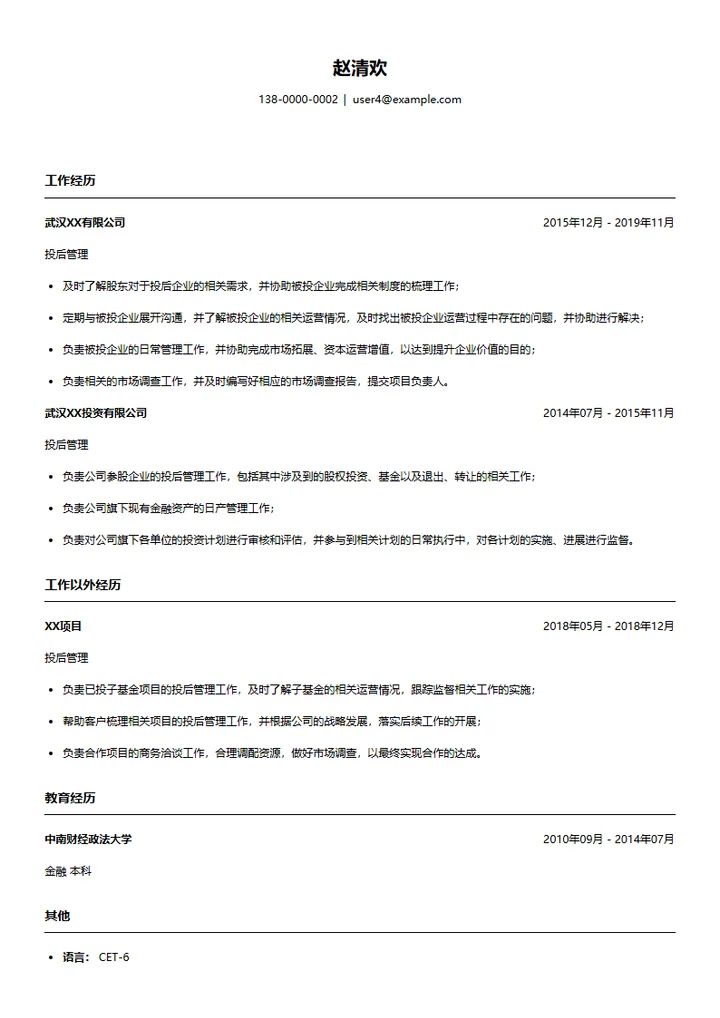 赵清欢
138-0000-0002 | user4@example.com
工作经历
武汉XX有限公司 2015年12月 - 2019年11月
投后管理
• 及时了解股东对于投后企业的相关需求，并协助被投企业完成相关制度的梳理工作；
• 定期与被投企业展开沟通，并了解被投企业的相关运营情况，及时找出被投企业运营过程中存在的问题，并协助进行解决；
• 负责被投企业的日常管理工作，并协助完成市场拓展、资本运营增值，以达到提升企业价值的目的；
• 负责相关的市场调查工作，并及时编写好相应的市场调查报告，提交项目负责人。
武汉XX投资有限公司 2014年07月 - 2015年11月
投后管理
• 负责公司参股企业的投后管理工作，包括其中涉及到的股权投资、基金以及退出、转让的相关工作；
• 负责公司旗下现有金融资产的日产管理工作；
• 负责对公司旗下各单位的投资计划进行审核和评估，并参与到相关计划的日常执行中，对各计划的实施、进展进行监督。
工作以外经历
XX项目 2018年05月 - 2018年12月
投后管理
• 负责已投子基金项目的投后管理工作，及时了解子基金的相关运营情况，跟踪监督相关工作的实施；
• 帮助客户梳理相关项目的投后管理工作，并根据公司的战略发展，落实后续工作的开展；
• 负责合作项目的商务洽谈工作，合理调配资源，做好市场调查，以最终实现合作的达成。
教育经历
中南财经政法大学 2010年09月 - 2014年07月
金融 本科
其他
• 语言： CET-6